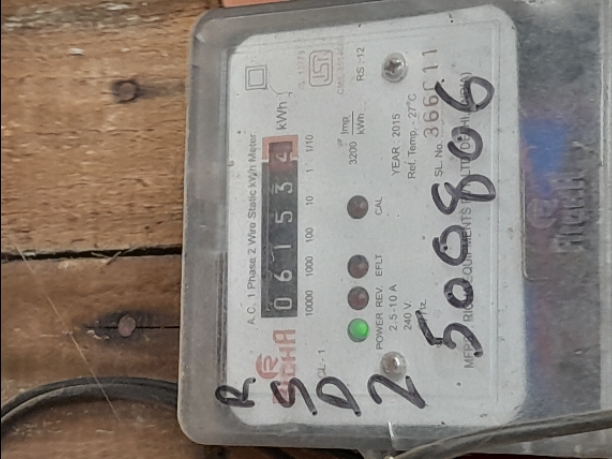 A.C. 1 Phase 2 Wire Static kWh Meter
0 6 1 5 3 4 kWh
10000 1000 100 10 1 1/10
RICHA
CL - 1
3200 Imp/kWh
RS -12
POWER REV. EFLT CAL
2.5-10 A
240 V.
YEAR : 2015
Ref. Temp. - 27°C
SL. No.
R
S
D
2 500806